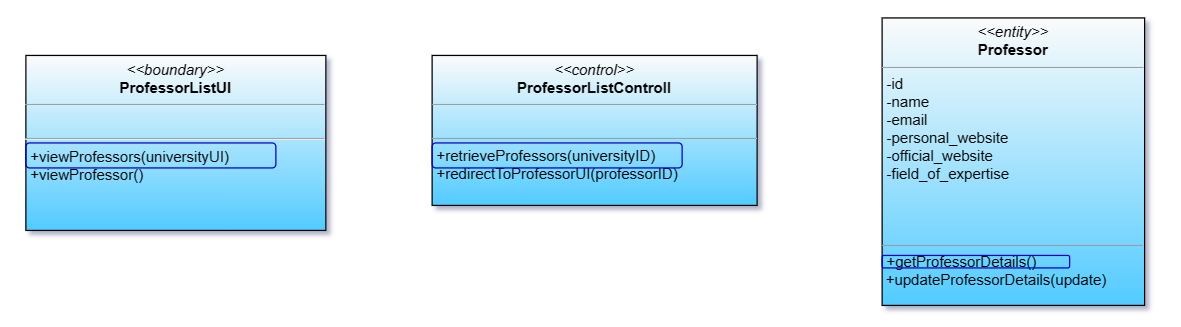 <<boundary>>
ProfessorListUI
+viewProfessors(universityUI)
+viewProfessor()
<<control>>
ProfessorListControll
+retrieveProfessors(universityID)
+redirectToProfessorUI(professorID)
<<entity>>
Professor
-id
-name
-email
-personal_website
-official_website
-field_of_expertise
+getProfessorDetails()
+updateProfessorDetails(update)